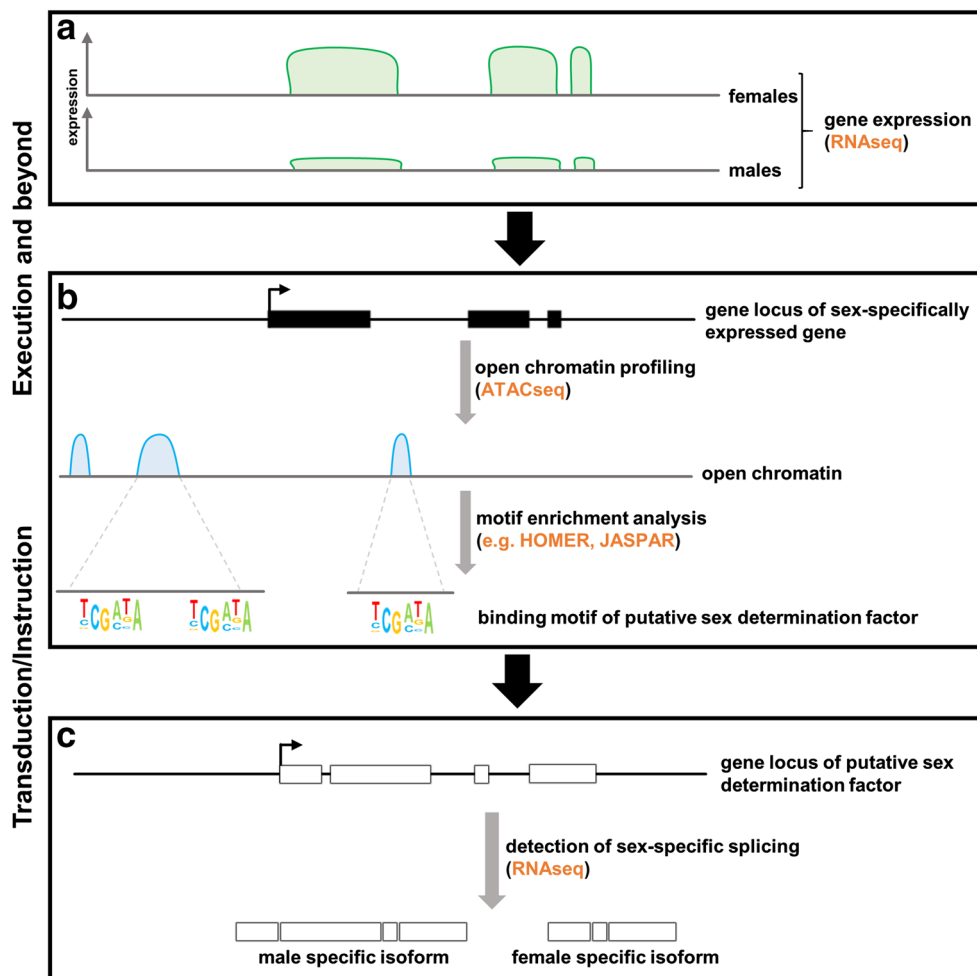 a
expression
females
males
gene expression
(RNAseq)
Execution and beyond
b
gene locus of sex-specifically
expressed gene
open chromatin profiling
(ATACseq)
open chromatin
motif enrichment analysis
(e.g. HOMER, JASPAR)
binding motif of putative sex determination factor
Transduction/Instruction
c
gene locus of putative sex
determination factor
detection of sex-specific splicing
(RNAseq)
male specific isoform
female specific isoform